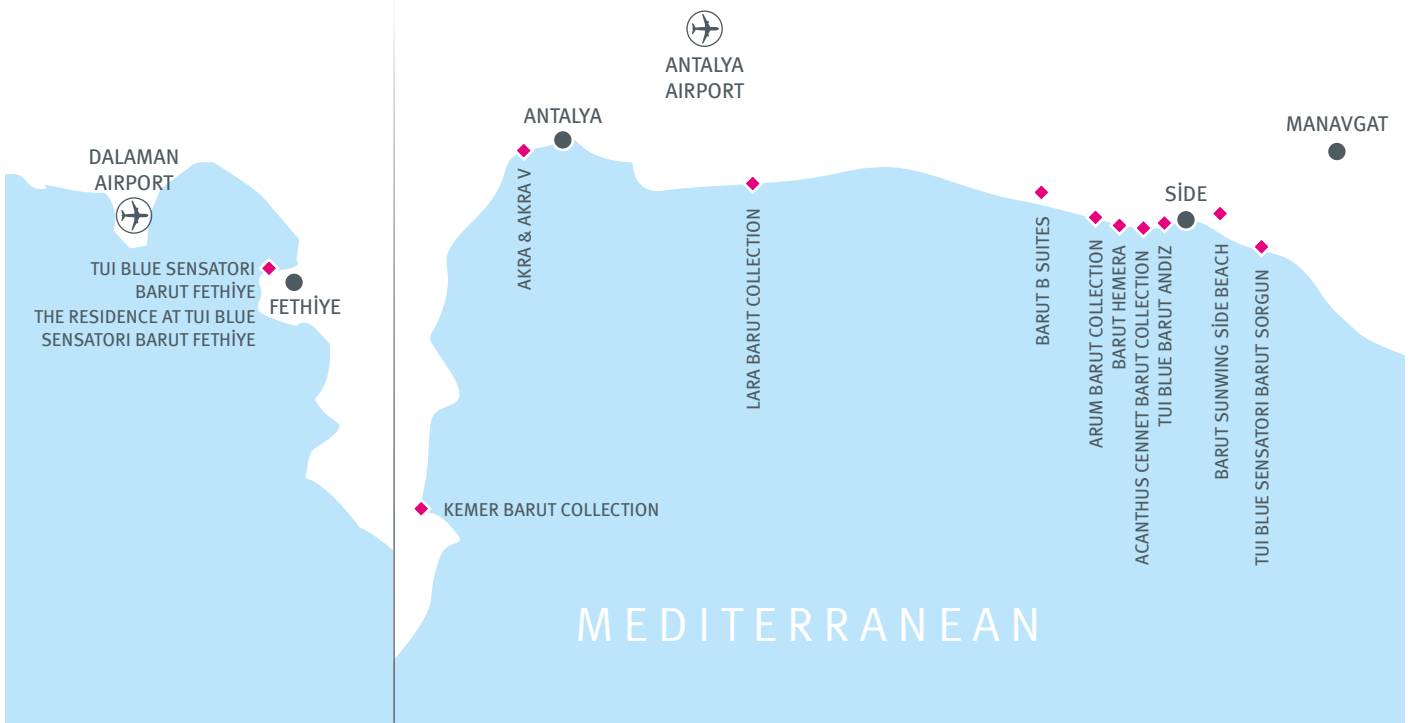 ANTALYA
AIRPORT
ANTALYA
MANAVGAT
DALAMAN
AIRPORT
SİDE
TUI BLUE SENSATORI
BARUT FETHİYE
THE RESIDENCE AT TUI BLUE
SENSATORI BARUT FETHİYE
FETHİYE
AKRA & AKRA V
LARA BARUT COLLECTION
BARUT B SUITES
ARUM BARUT COLLECTION
BARUT HEMERA
ACANTHUS CENNET BARUT COLLECTION
TUI BLUE BARUT ANDIZ
BARUT SUNWING SİDE BEACH
TUI BLUE SENSATORI BARUT SORGUN
KEMER BARUT COLLECTION
MEDITERRANEAN